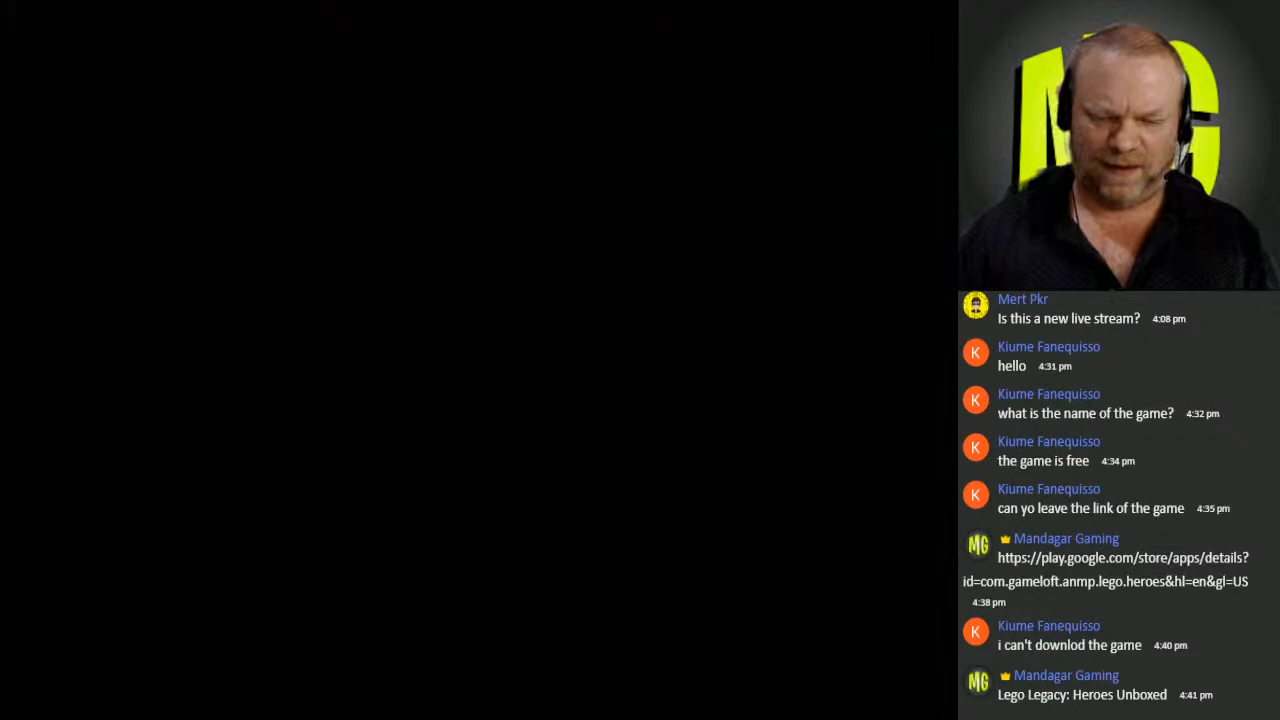 MG
Mert Pkr
Is this a new live stream? 4:08 pm
K
Kiume Fanequisso
hello 4:31 pm
K
Kiume Fanequisso
what is the name of the game? 4:32 pm
K
Kiume Fanequisso
the game is free 4:34 pm
K
Kiume Fanequisso
can yo leave the link of the game 4:35 pm
MG
Mandagar Gaming
https://play.google.com/store/apps/details?
id=com.gameloft.anmp.lego.heroes&hl=en&gl=US
4:38 pm
K
Kiume Fanequisso
i can't downlod the game 4:40 pm
MG
Mandagar Gaming
Lego Legacy: Heroes Unboxed 4:41 pm